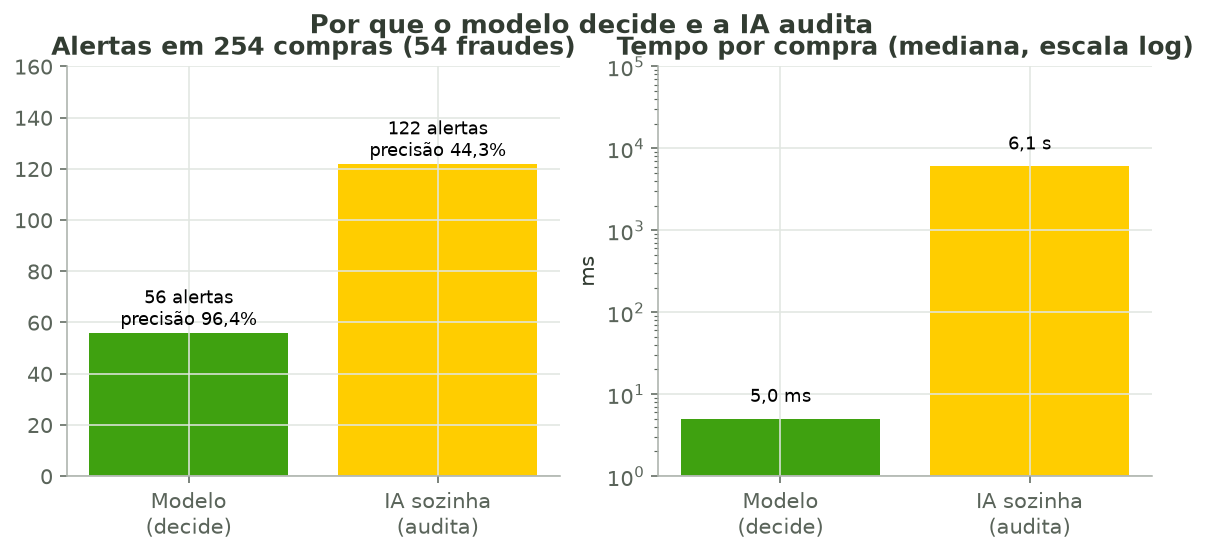 Por que o modelo decide e a IA audita
Alertas em 254 compras (54 fraudes)
160
140
120
100
80
60
40
20
0
122 alertas
precisão 44,3%
56 alertas
precisão 96,4%
Modelo
(decide)
IA sozinha
(audita)
Tempo por compra (mediana, escala log)
ms
10⁵
10⁴
10³
10²
10¹
10⁰
6,1 s
5,0 ms
Modelo
(decide)
IA sozinha
(audita)